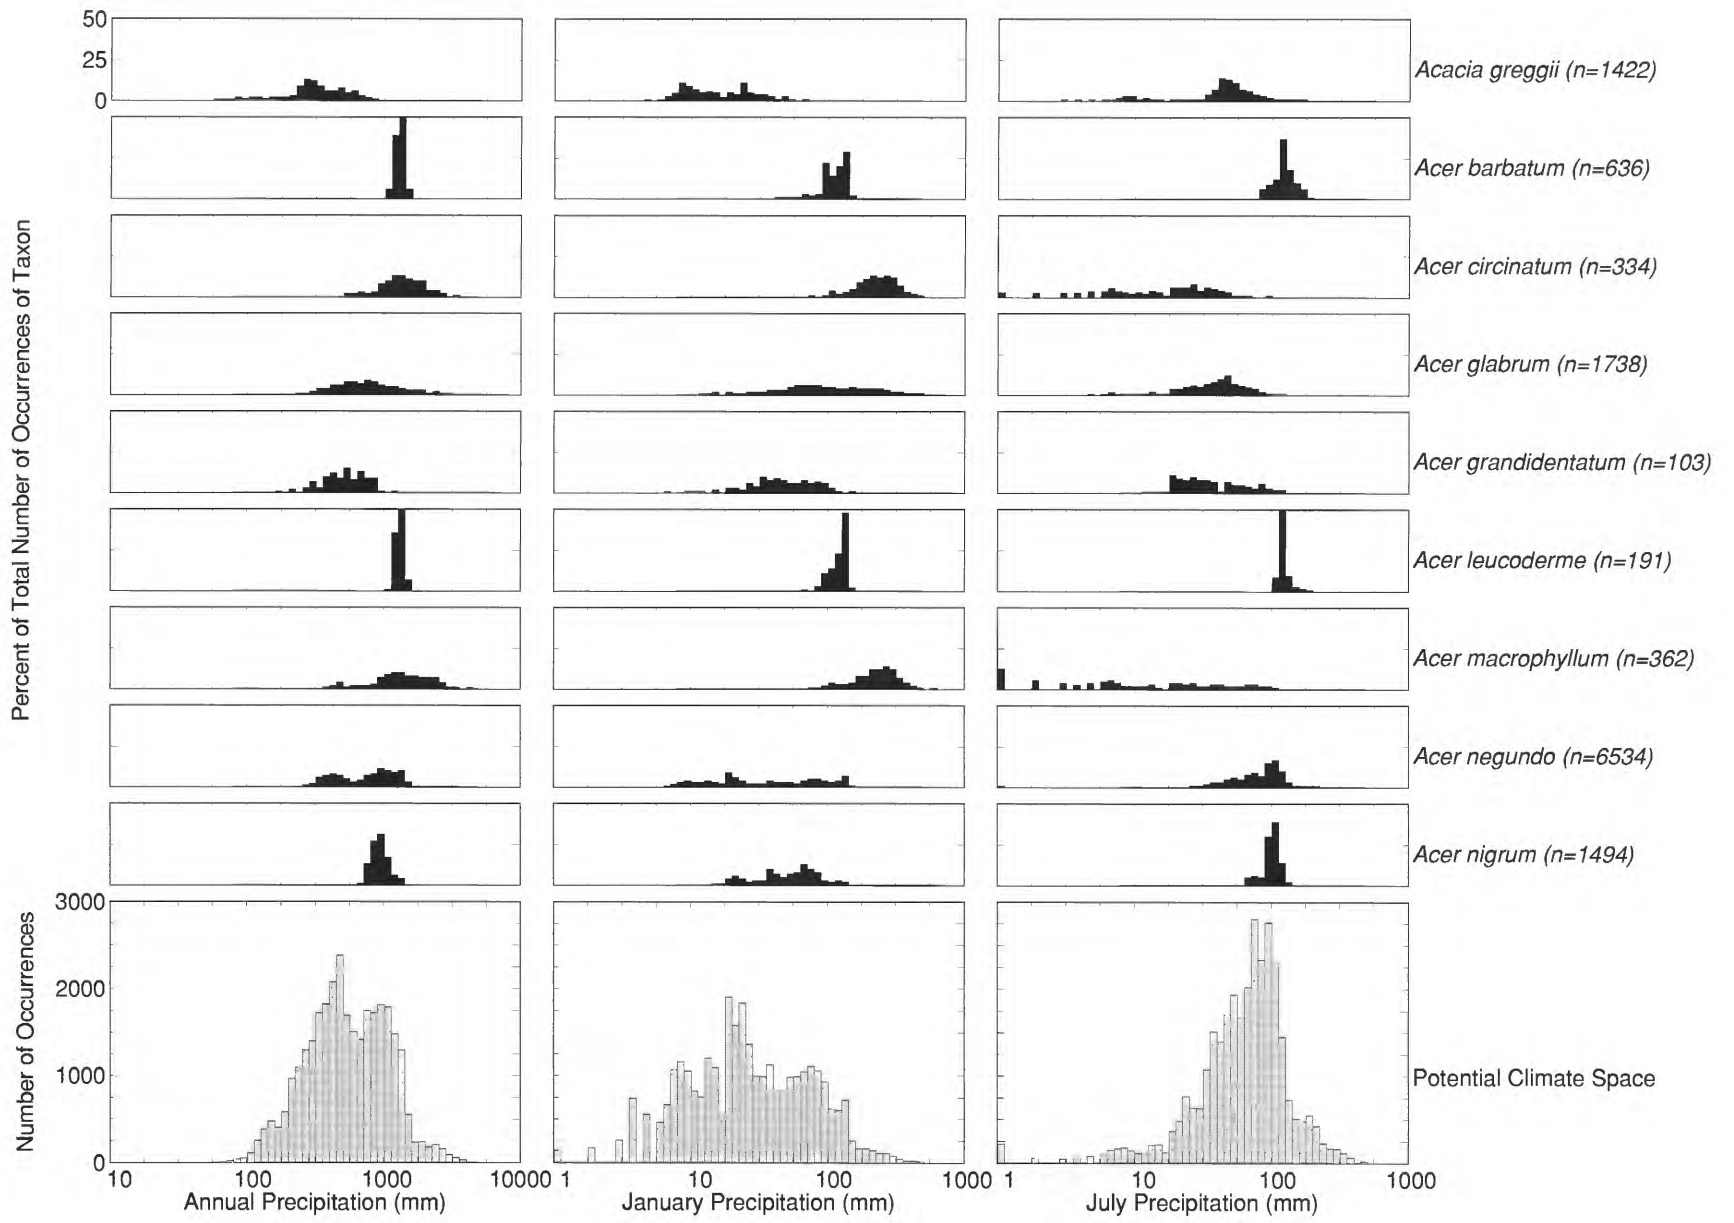 50
25
0
Acacia greggii (n=1422)
Acer barbatum (n=636)
Acer circinatum (n=334)
Acer glabrum (n=1738)
Acer grandidentatum (n=103)
Acer leucoderme (n=191)
Acer macrophyllum (n=362)
Acer negundo (n=6534)
Acer nigrum (n=1494)
Percent of Total Number of Occurrences of Taxon
3000
2000
1000
0
Number of Occurrences
Potential Climate Space
10 100 1000 10000
1 10 100 1000
1 10 100 1000
Annual Precipitation (mm)
January Precipitation (mm)
July Precipitation (mm)